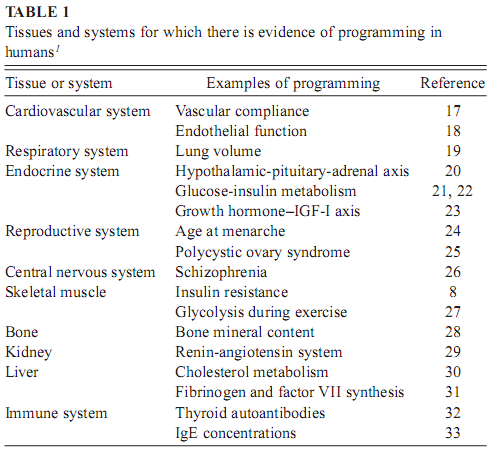 TABLE 1
Tissues and systems for which there is evidence of programming in
humans1
Tissue or system Examples of programming Reference
Cardiovascular system Vascular compliance 17
Endothelial function 18
Respiratory system Lung volume 19
Endocrine system Hypothalamic-pituitary-adrenal axis 20
Glucose-insulin metabolism 21, 22
Growth hormone–IGF-I axis 23
Reproductive system Age at menarche 24
Polycystic ovary syndrome 25
Central nervous system Schizophrenia 26
Skeletal muscle Insulin resistance 8
Glycolysis during exercise 27
Bone Bone mineral content 28
Kidney Renin-angiotensin system 29
Liver Cholesterol metabolism 30
Fibrinogen and factor VII synthesis 31
Immune system Thyroid autoantibodies 32
IgE concentrations 33